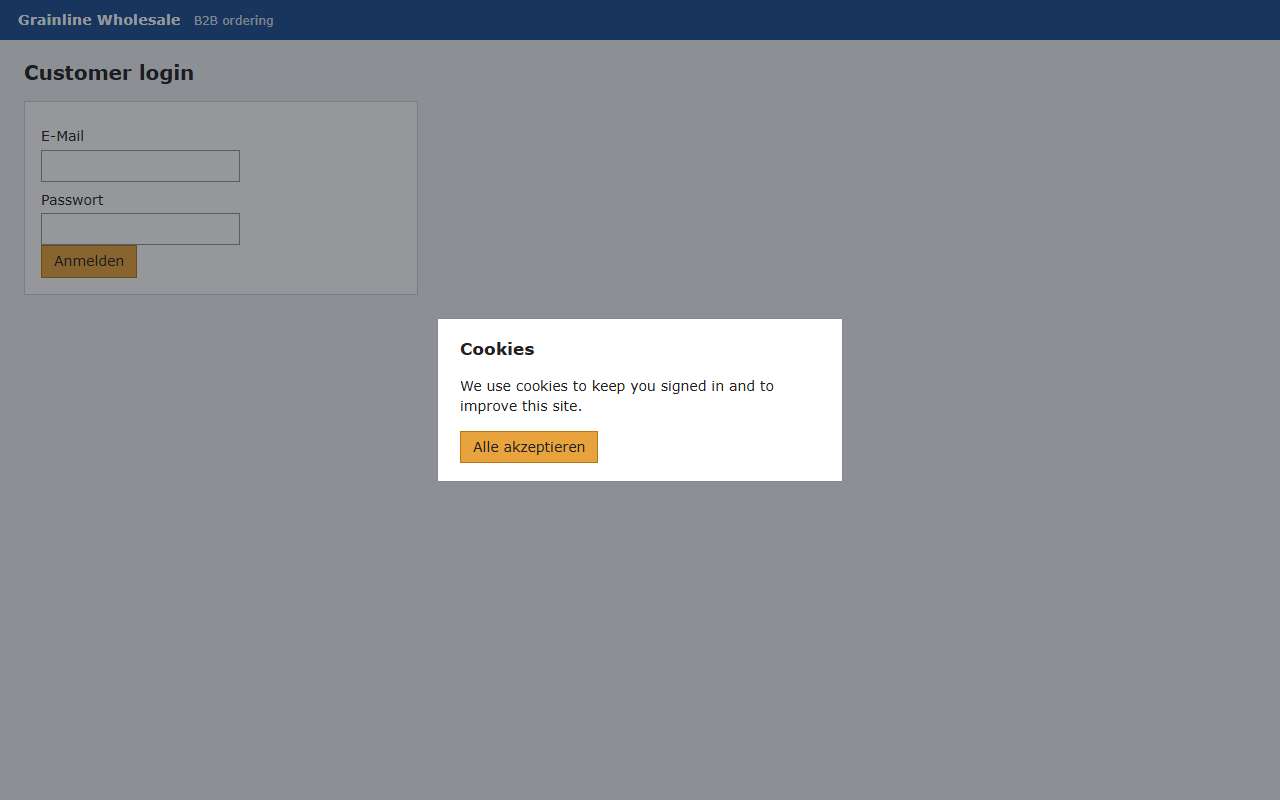 Grainline Wholesale B2B ordering
Customer login
E-Mail
Passwort
Anmelden
Cookies
We use cookies to keep you signed in and to
improve this site.
Alle akzeptieren